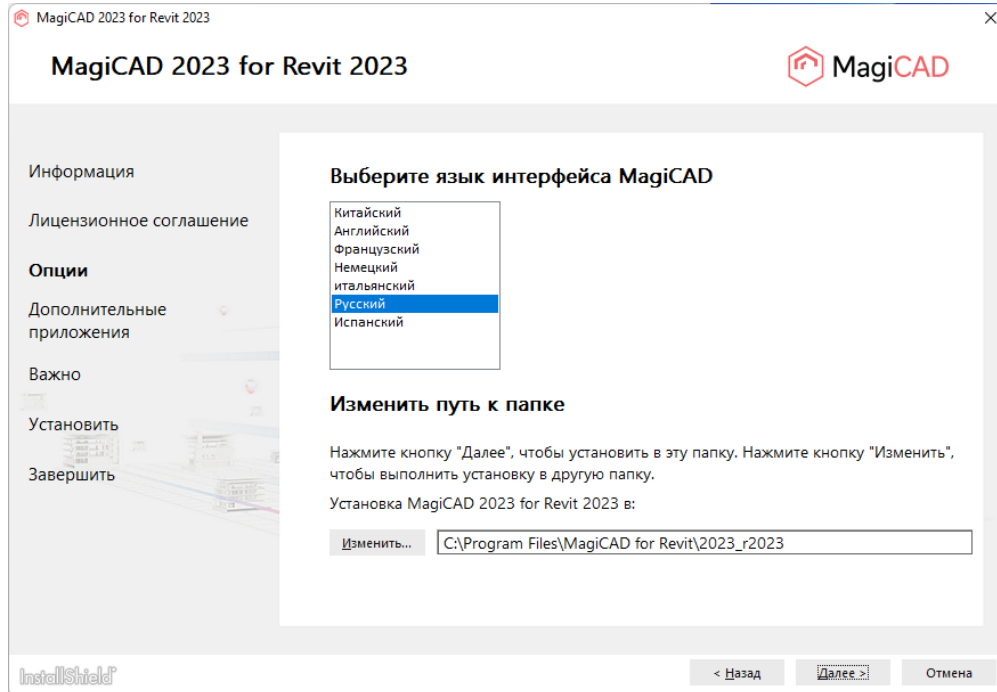 MagiCAD 2023 for Revit 2023
MagiCAD 2023 for Revit 2023
MagiCAD
Информация
Лицензионное соглашение
Опции
Дополнительные
приложения
Важно
Установить
Завершить
Выберите язык интерфейса MagiCAD
Китайский
Английский
Французский
Немецкий
итальянский
Русский
Испанский
Изменить путь к папке
Нажмите кнопку "Далее", чтобы установить в эту папку. Нажмите кнопку "Изменить",
чтобы выполнить установку в другую папку.
Установка MagiCAD 2023 for Revit 2023 в:
Изменить... C:\Program Files\MagiCAD for Revit\2023_r2023
InstallShield
< Назад Далее > Отмена